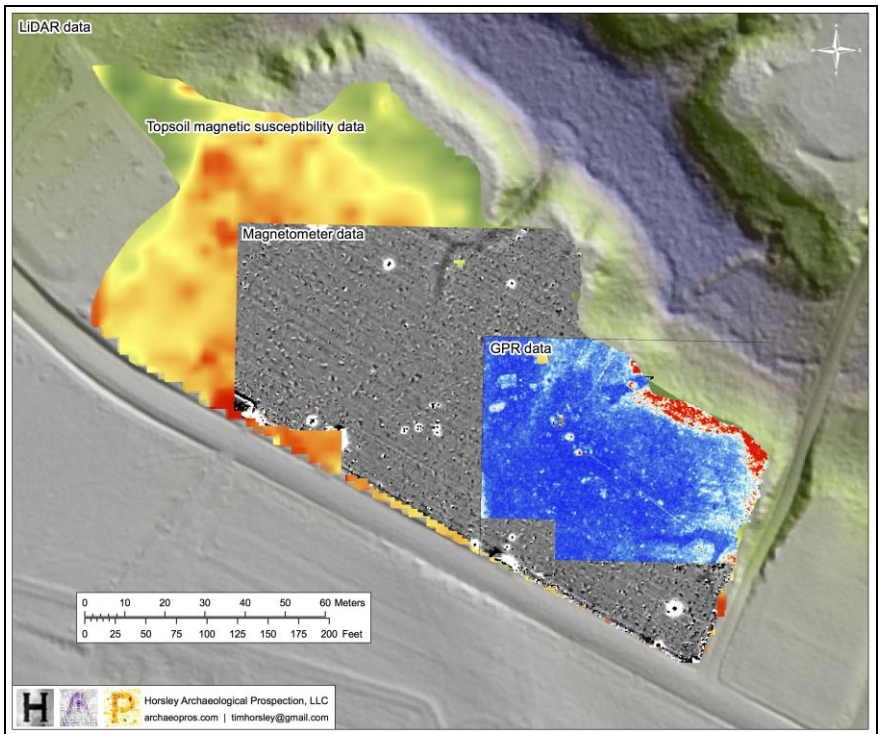 LiDAR data
Topsoil magnetic susceptibility data
Magnetometer data
GPR data
0 10 20 30 40 50 60 Meters
0 25 50 75 100 125 150 175 200 Feet
H A P
Horsley Archaeological Prospection, LLC
archaeopros.com | timhorsley@gmail.com